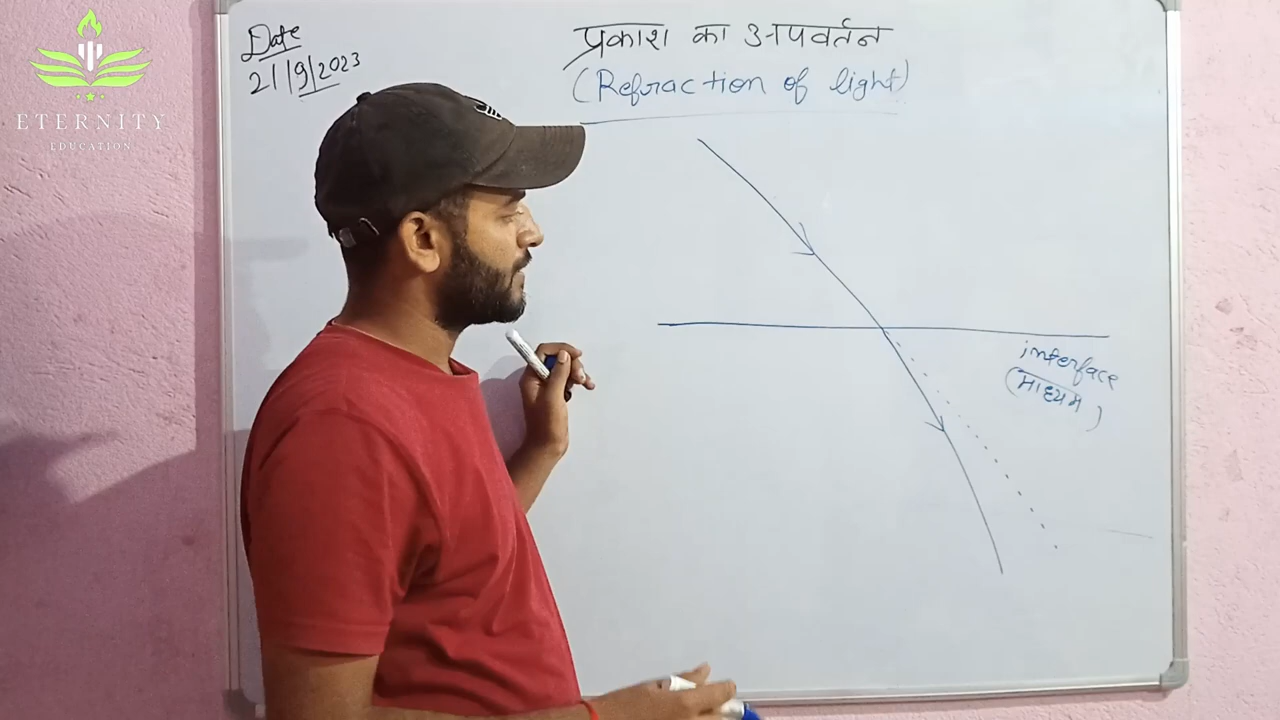 ETERNITY
EDUCATION
Date
21/9/2023
प्रकाश का अपवर्तन
(Refraction of light)
interface
(माध्यम)